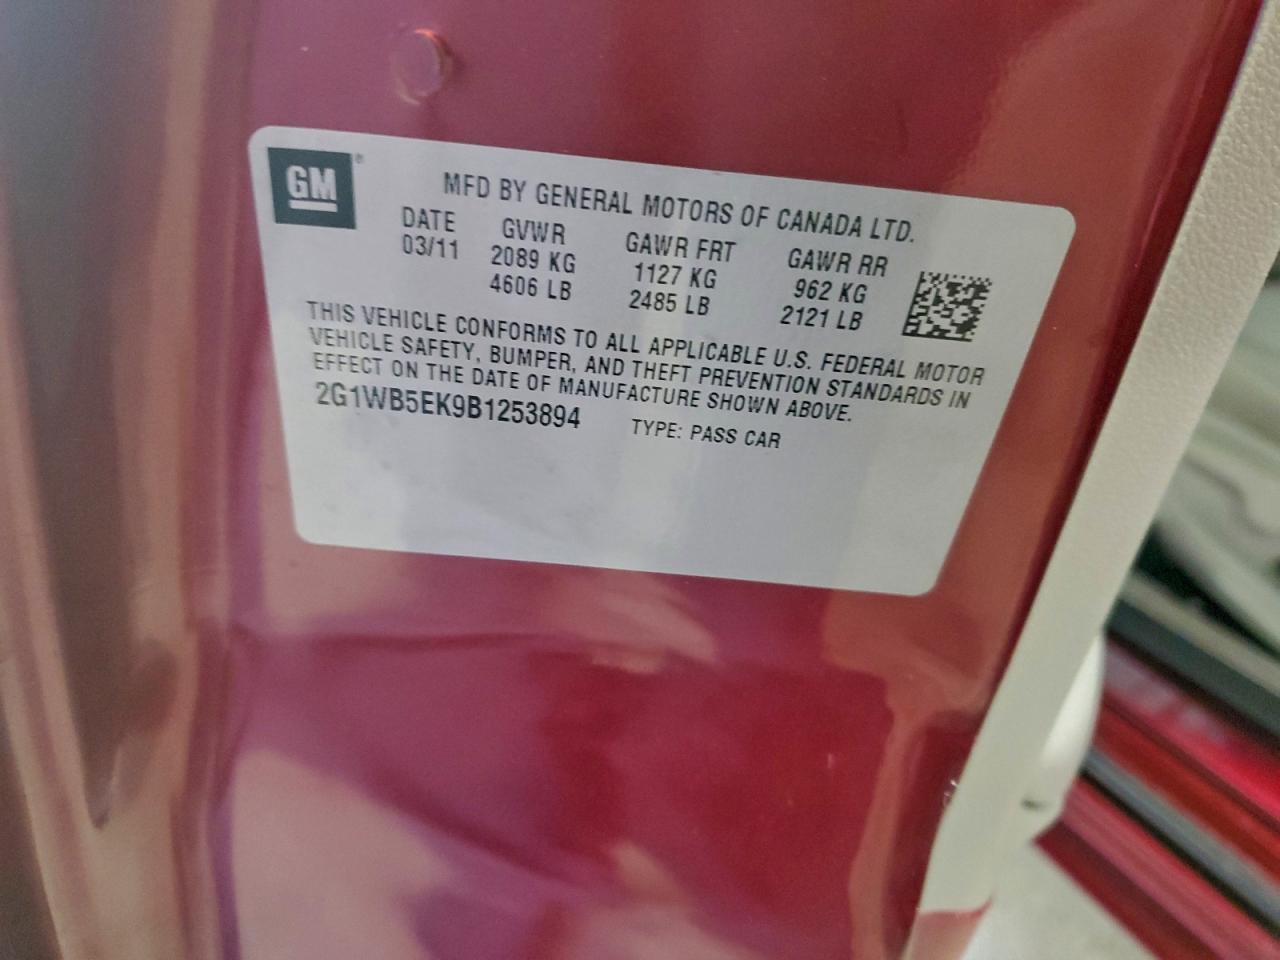 GM®
MFD BY GENERAL MOTORS OF CANADA LTD.
DATE GVWR GAWR FRT GAWR RR
03/11 2089 KG 1127 KG 962 KG
4606 LB 2485 LB 2121 LB
THIS VEHICLE CONFORMS TO ALL APPLICABLE U.S. FEDERAL MOTOR
VEHICLE SAFETY, BUMPER, AND THEFT PREVENTION STANDARDS IN
EFFECT ON THE DATE OF MANUFACTURE SHOWN ABOVE.
2G1WB5EK9B1253894 TYPE: PASS CAR